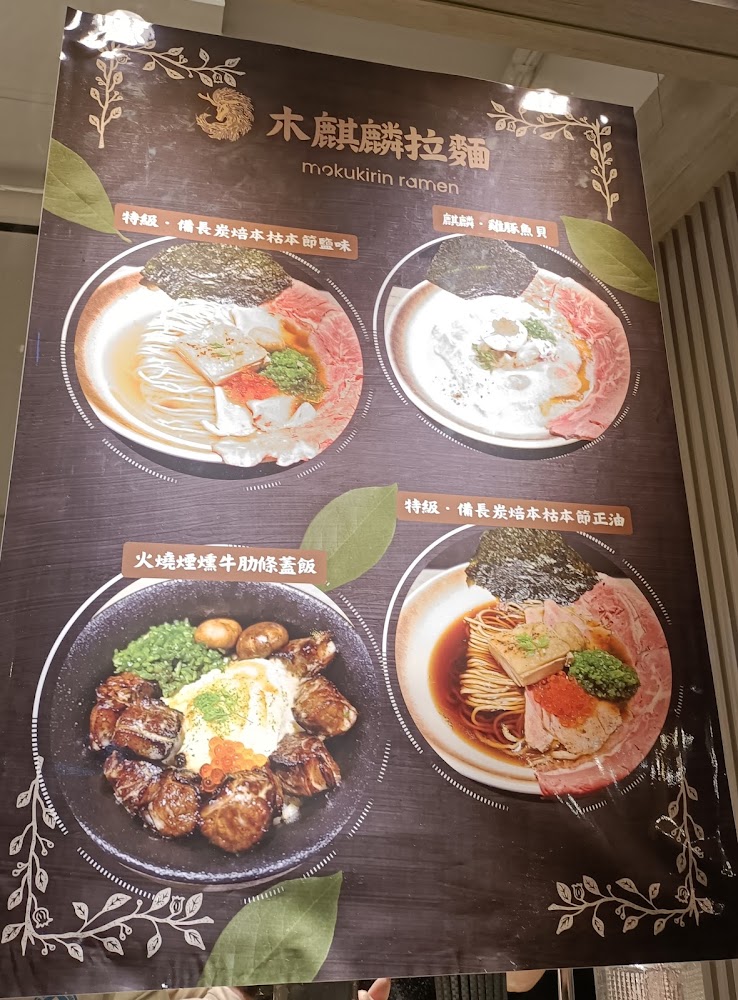 木麒麟拉麵
mokukirin ramen
特級・備長炭焙本枯本節鹽味
麒麟・雞豚魚貝
火燒煙燻牛肋條蓋飯
特級・備長炭焙本枯本節正油